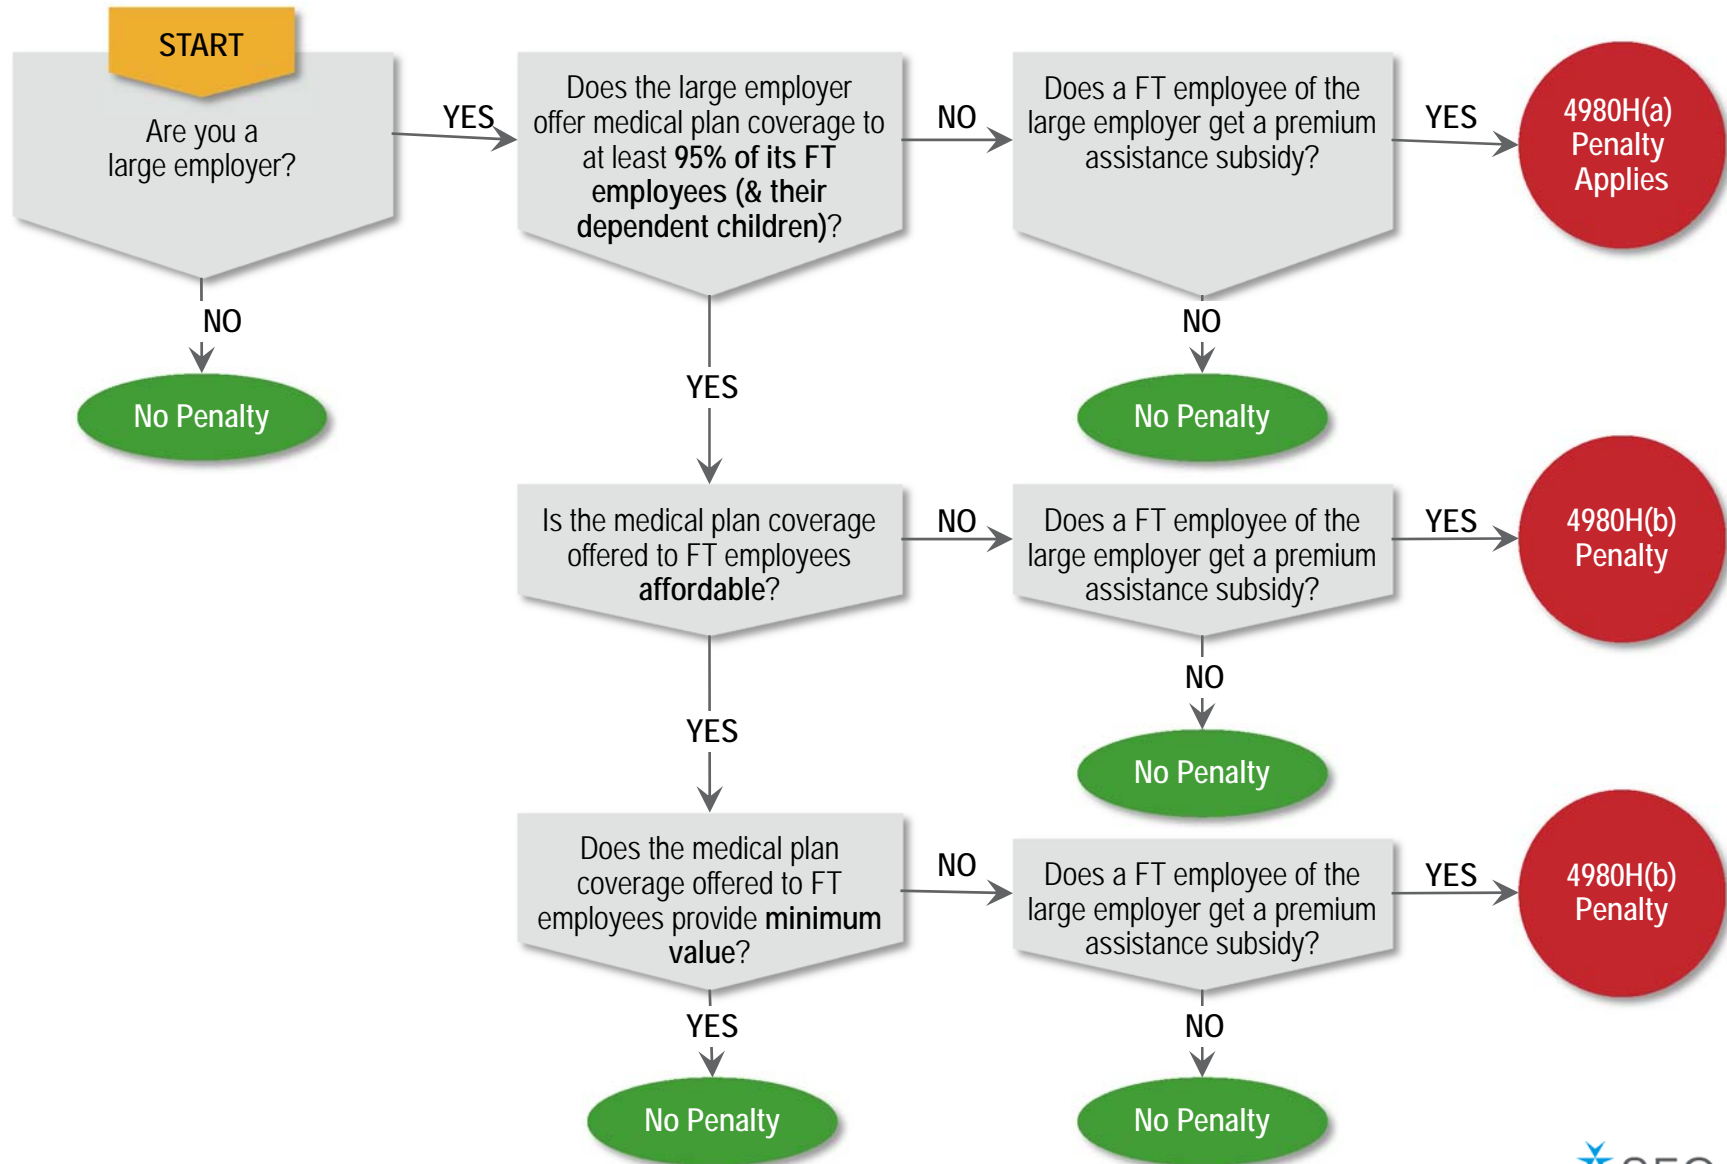 START
Are you a
large employer?
YES
Does the large employer
offer medical plan coverage to
at least 95% of its FT
employees (& their
dependent children)?
NO
Does a FT employee of the
large employer get a premium
assistance subsidy?
YES
4980H(a)
Penalty
Applies
NO
No Penalty
YES
NO
No Penalty
Is the medical plan coverage
offered to FT employees
affordable?
NO
Does a FT employee of the
large employer get a premium
assistance subsidy?
YES
4980H(b)
Penalty
YES
NO
No Penalty
Does the medical plan
coverage offered to FT
employees provide minimum
value?
NO
Does a FT employee of the
large employer get a premium
assistance subsidy?
YES
4980H(b)
Penalty
YES
No Penalty
NO
No Penalty